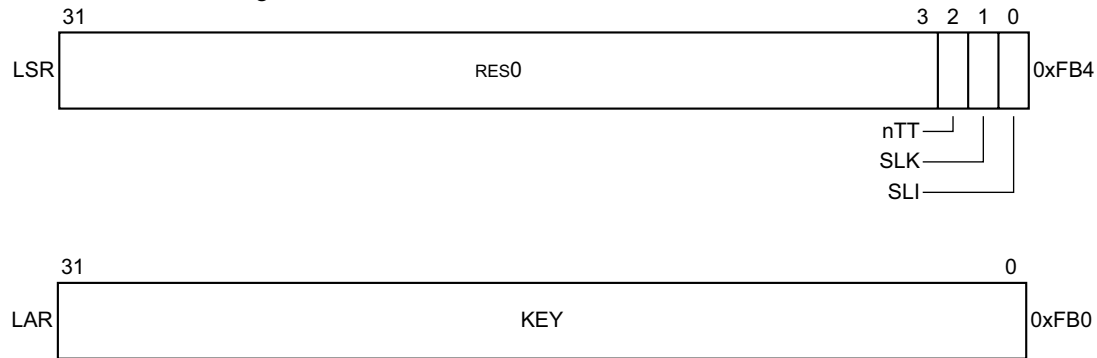 31 3 2 1 0
LSR RES0 0xFB4
nTT
SLK
SLI
31 0
LAR KEY 0xFB0